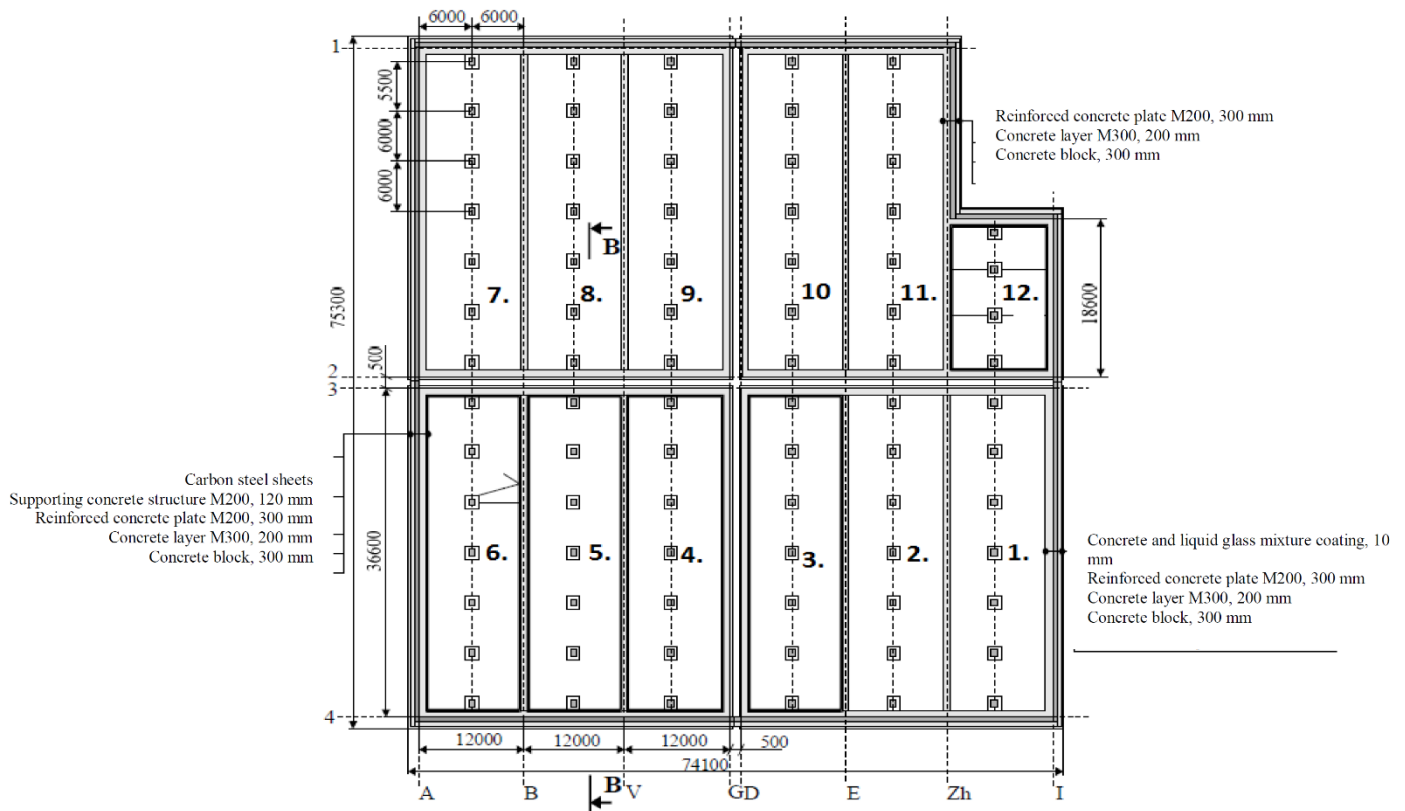 6000
6000
1
5500
6000
6000
Reinforced concrete plate M200, 300 mm
Concrete layer M300, 200 mm
Concrete block, 300 mm
B
7.
8.
9.
10
11.
12.
75300
18600
500
2
3
Carbon steel sheets
Supporting concrete structure M200, 120 mm
Reinforced concrete plate M200, 300 mm
Concrete layer M300, 200 mm
Concrete block, 300 mm
36600
6.
5.
4.
3.
2.
1.
Concrete and liquid glass mixture coating, 10
mm
Reinforced concrete plate M200, 300 mm
Concrete layer M300, 200 mm
Concrete block, 300 mm
4
12000
12000
12000
500
74100
A
B
B
V
G
D
E
Zh
I